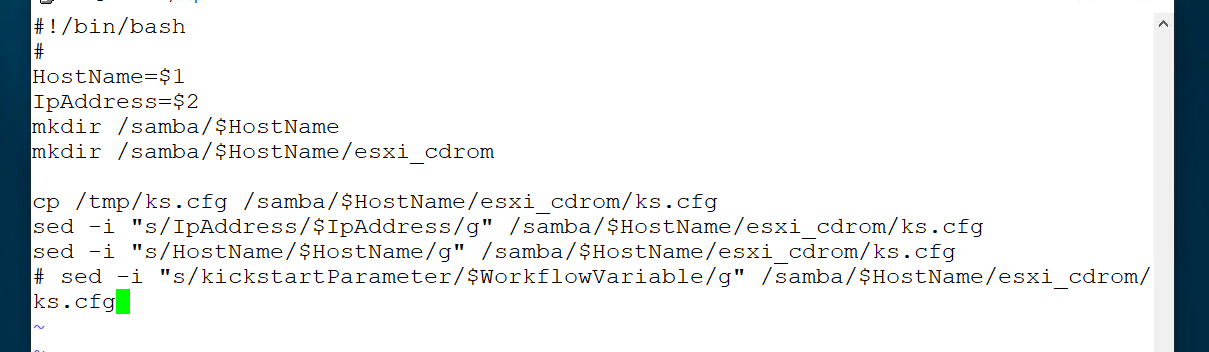 #!/bin/bash
#
HostName=$1
IpAddress=$2
mkdir /samba/$HostName
mkdir /samba/$HostName/esxi_cdrom
cp /tmp/ks.cfg /samba/$HostName/esxi_cdrom/ks.cfg
sed -i "s/IpAddress/$IpAddress/g" /samba/$HostName/esxi_cdrom/ks.cfg
sed -i "s/HostName/$HostName/g" /samba/$HostName/esxi_cdrom/ks.cfg
# sed -i "s/kickstartParameter/$WorkflowVariable/g" /samba/$HostName/esxi_cdrom/
ks.cfg
~
~